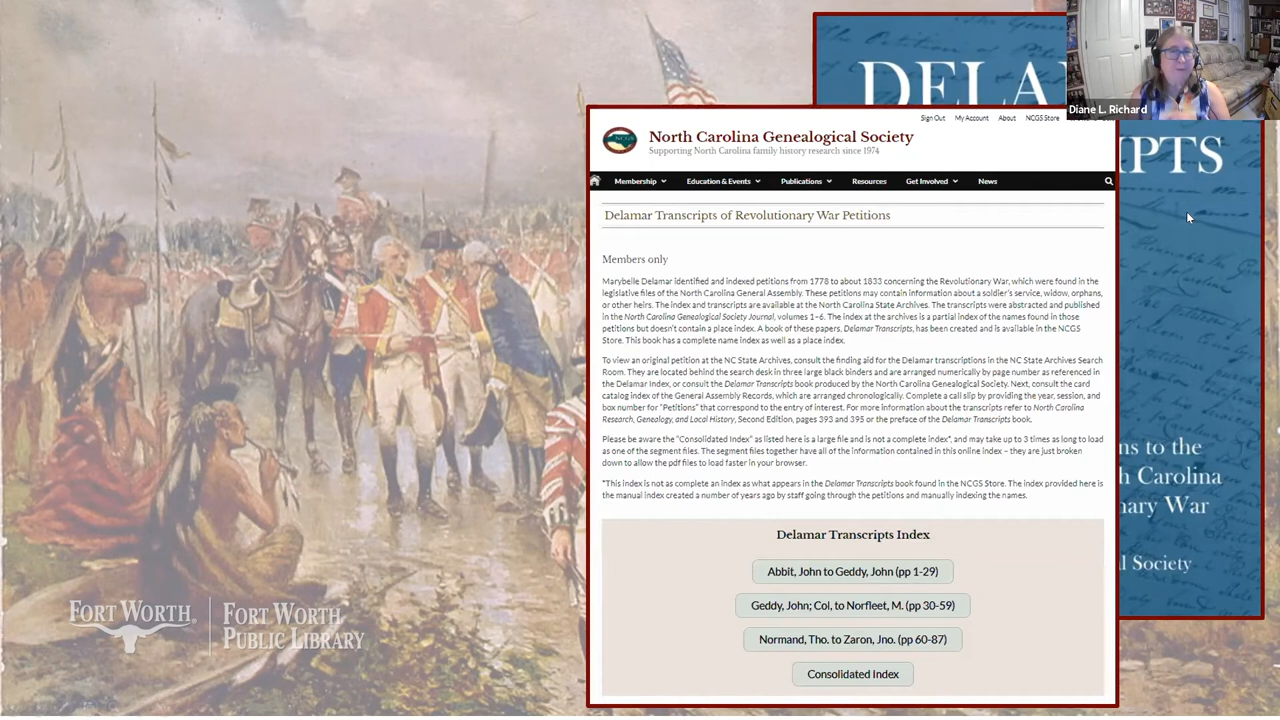 DELA
Diane L. Richard
Sign Out My Account About NCGS Store
North Carolina Genealogical Society
Supporting North Carolina family history research since 1974
IPTS
Membership Education & Events Publications Resources Get Involved News
Delamar Transcripts of Revolutionary War Petitions
Members only
Marybelle Delamar identified and indexed petitions from 1778 to about 1833 concerning the Revolutionary War, which were found in the
legislative files of the North Carolina General Assembly. These petitions may contain information about a soldier's service, widow, orphans,
or other heirs. The index and transcripts are available at the North Carolina State Archives. The transcripts were abstracted and published
in the North Carolina Genealogical Society Journal, volumes 1–6. The index at the archives is a partial index of the names found in those
petitions but doesn't contain a place index. A book of these papers, Delamar Transcripts, has been created and is available in the NCGS
Store. This book has a complete name index as well as a place index.
To view an original petition at the NC State Archives, consult the finding aid for the Delamar transcriptions in the NC State Archives Search
Room. They are located behind the search desk in three large black binders and are arranged numerically by page number as referenced in
the Delamar Index, or consult the Delamar Transcripts book produced by the North Carolina Genealogical Society. Next, consult the card
catalog index of the General Assembly Records, which are arranged chronologically. Complete a call slip by providing the year, session, and
box number for "Petitions" that correspond to the entry of interest. For more information about the transcripts refer to North Carolina
Research, Genealogy, and Local History, Second Edition, pages 393 and 395 or the preface of the Delamar Transcripts book.
Please be aware the "Consolidated Index" as listed here is a large file and is not a complete index*, and may take up to 3 times as long to load
as one of the segment files. The segment files together have all of the information contained in this online index – they are just broken
down to allow the pdf files to load faster in your browser.
*This index is not as complete an index as what appears in the Delamar Transcripts book found in the NCGS Store. The index provided here is
the manual index created a number of years ago by staff going through the petitions and manually indexing the names.
Delamar Transcripts Index
Abbit, John to Geddy, John (pp 1-29)
Geddy, John; Col, to Norfleet, M. (pp 30-59)
Normand, Tho. to Zaron, Jno. (pp 60-87)
Consolidated Index
ns to the
h Carolina
nary War
l Society
FORT WORTH®
FORT WORTH
PUBLIC LIBRARY